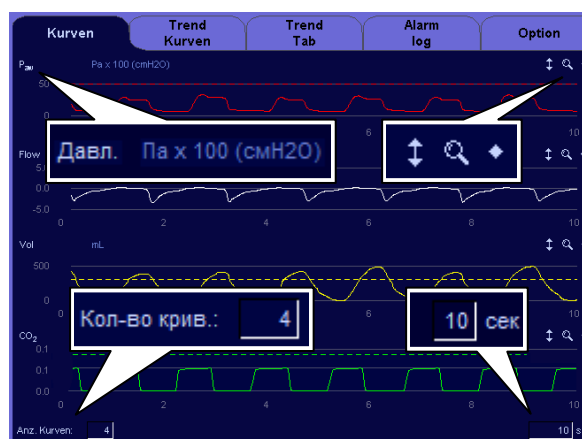 Kurven
Trend Kurven
Trend Tab
Alarm log
Option
Paw Pa x 100 (cmH2O)
50
0
6
10
Давл. Па x 100 (смH2O)
Flow
5.0
0.0
-5.0
0 2 4 6 8 10
Vol mL
500
0
6
10
Кол-во крив.: 4
10 сек
CO2
0.1
0.1
0.0
0 2 4 6 8 10
Anz. Kurven: 4
10 s